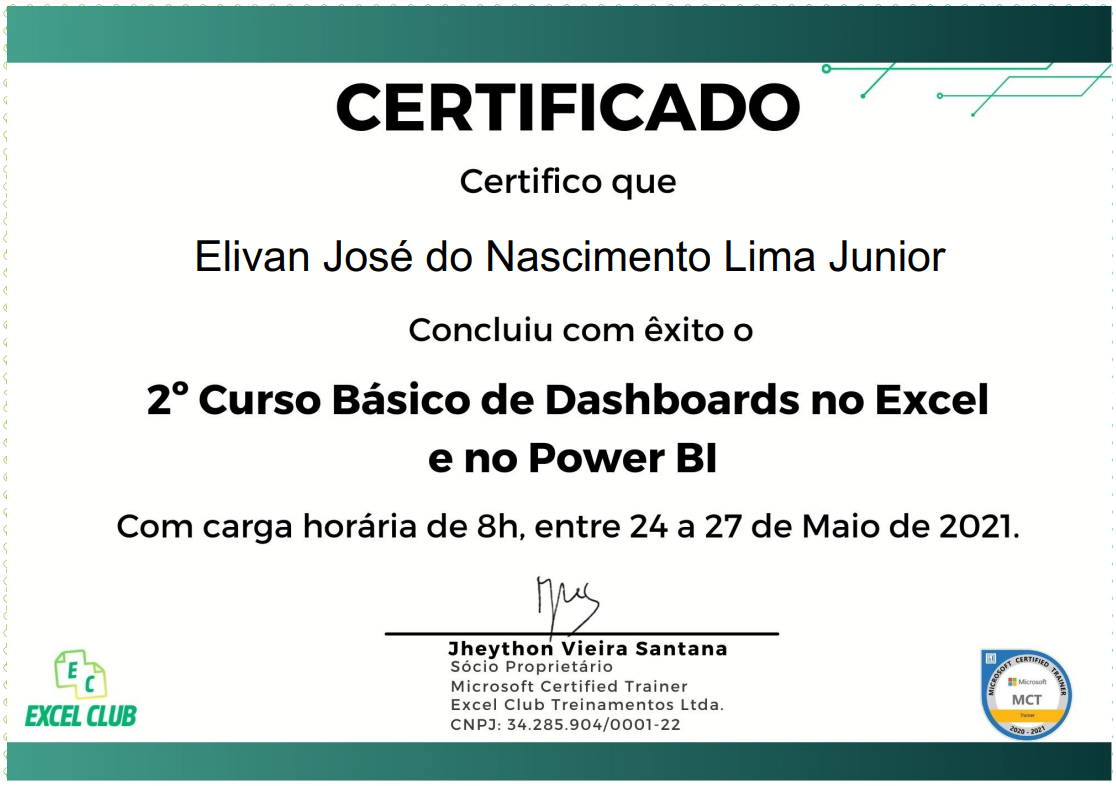 CERTIFICADO
Certifico que
Elivan José do Nascimento Lima Junior
Concluiu com êxito o
2º Curso Básico de Dashboards no Excel
e no Power BI
Com carga horária de 8h, entre 24 a 27 de Maio de 2021.
Jheython Vieira Santana
Sócio Proprietário
Microsoft Certified Trainer
Excel Club Treinamentos Ltda.
CNPJ: 34.285.904/0001-22
E
C
EXCEL CLUB
MICROSOFT CERTIFIED TRAINER
Microsoft
MCT
Trainer
2020 - 2021